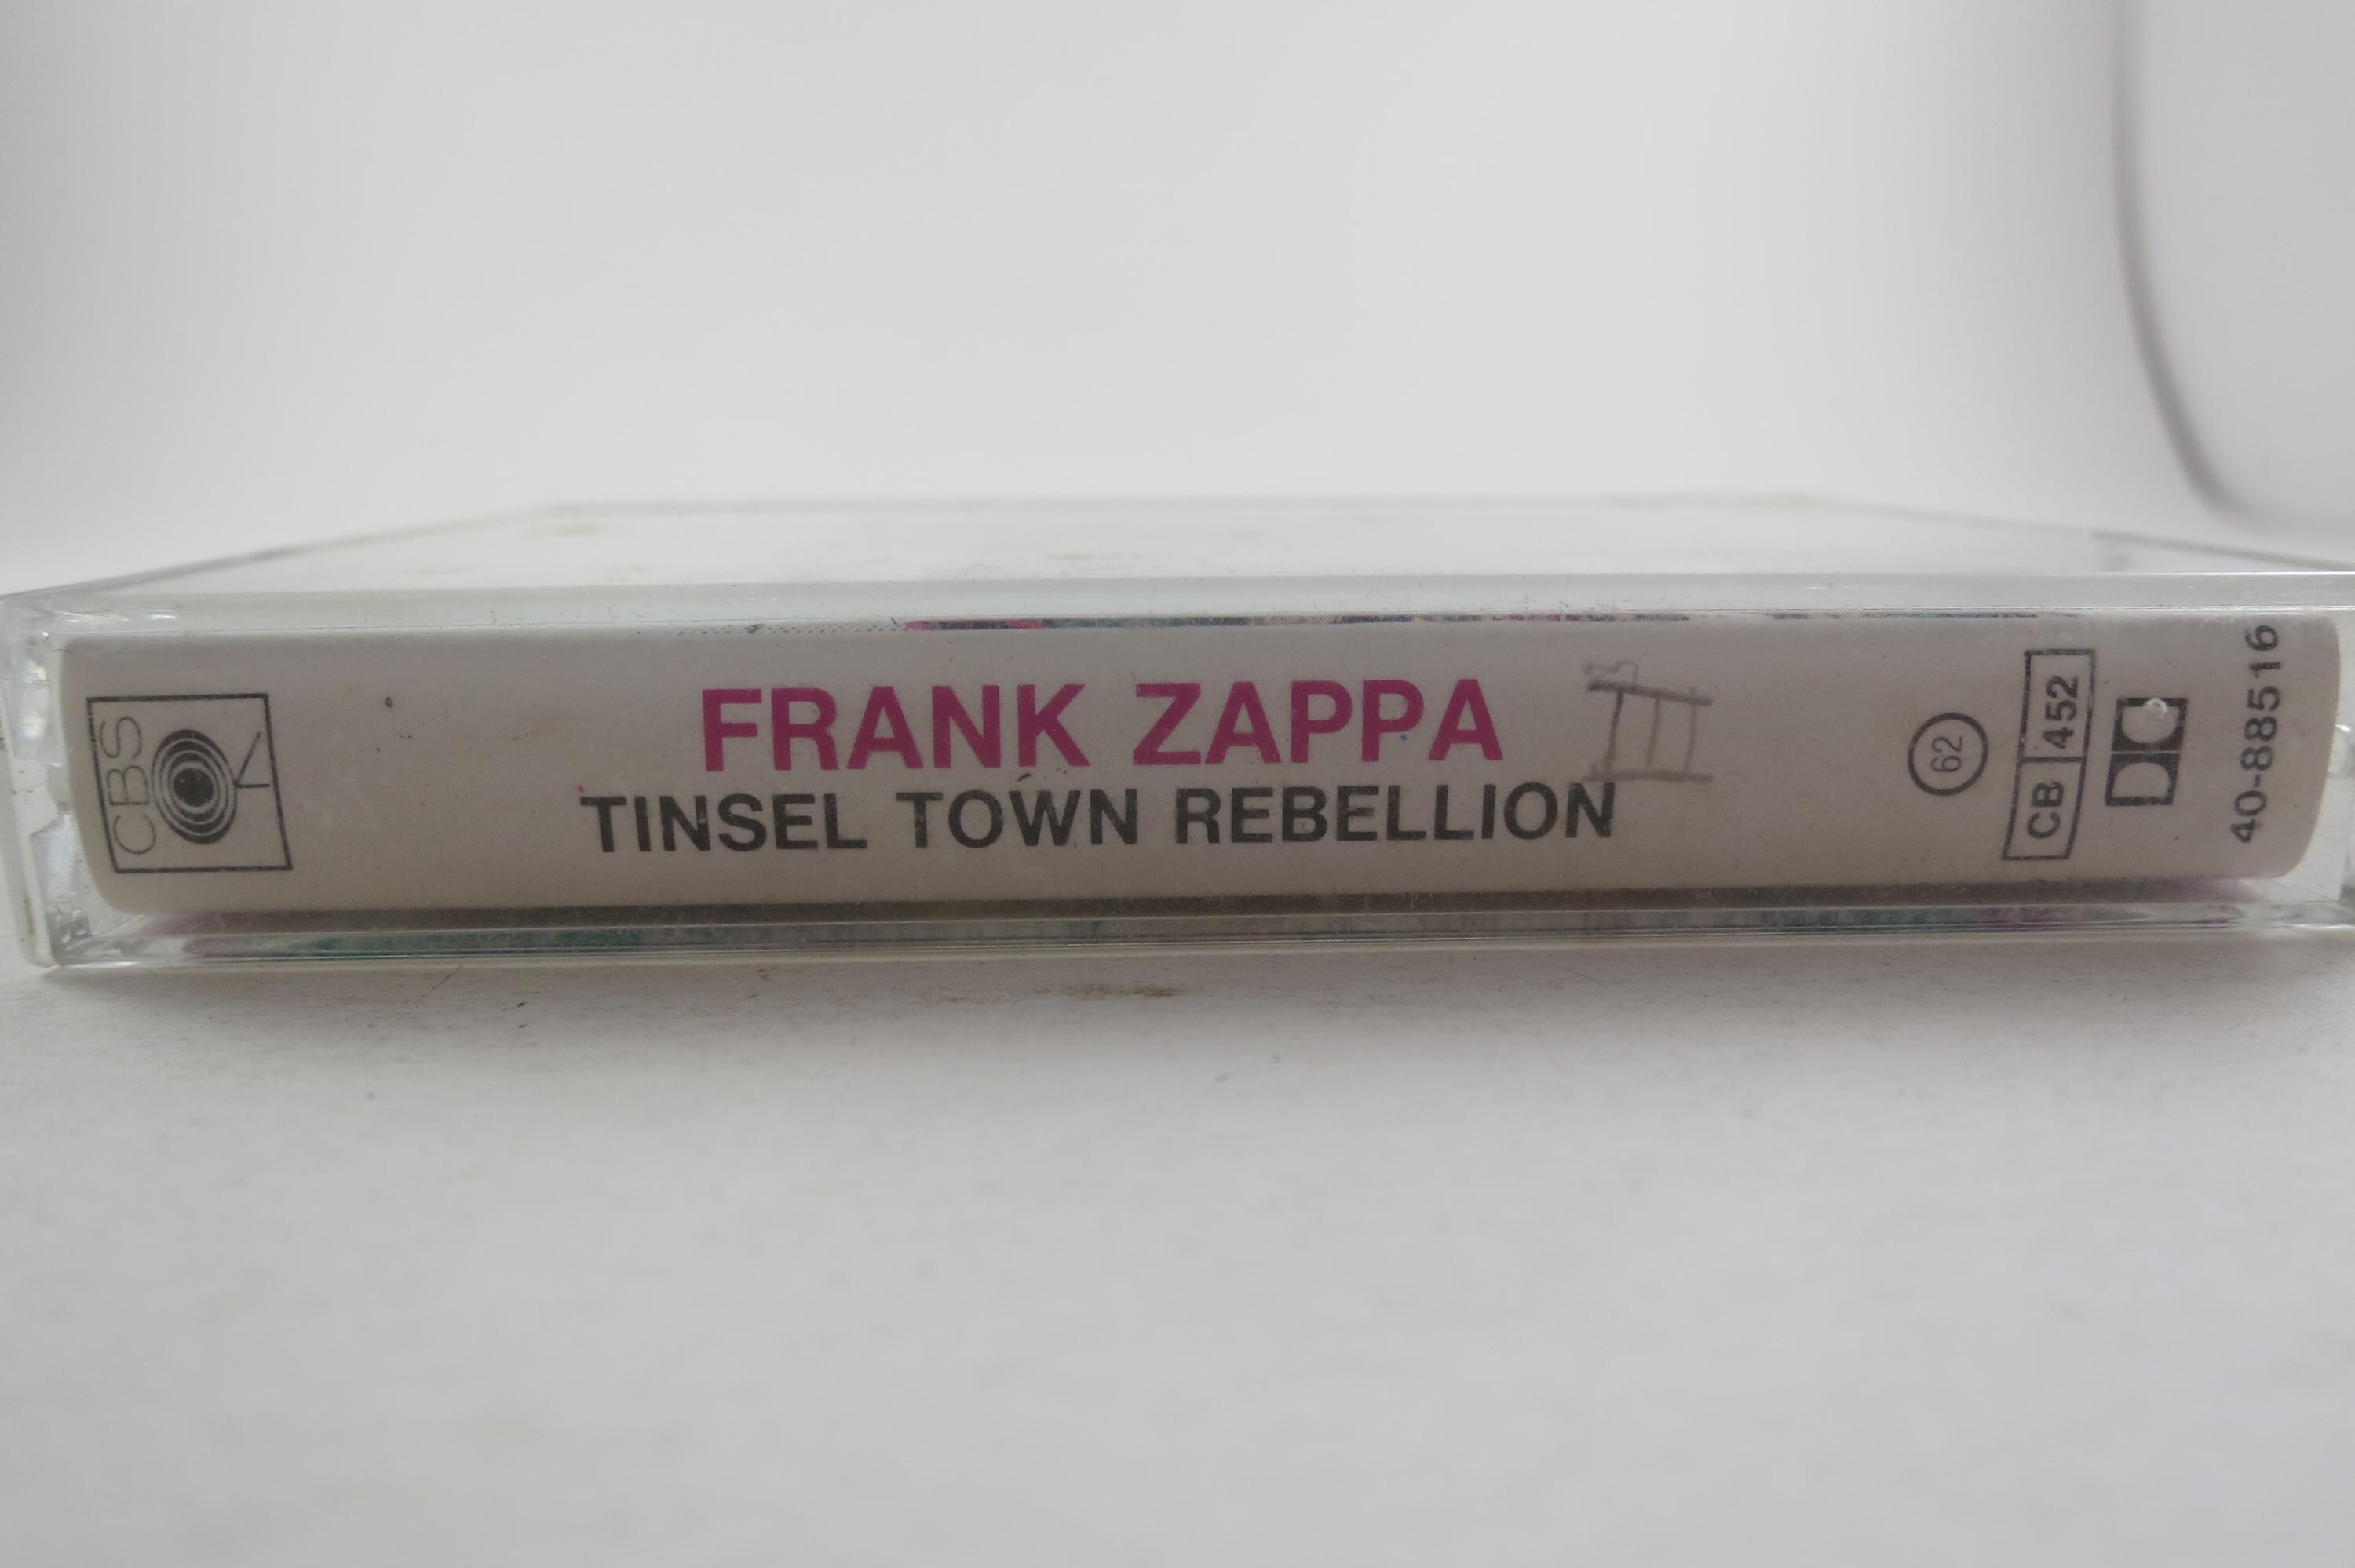 CBS
FRANK ZAPPA
TINSEL TOWN REBELLION
62
CB 452
40-88516